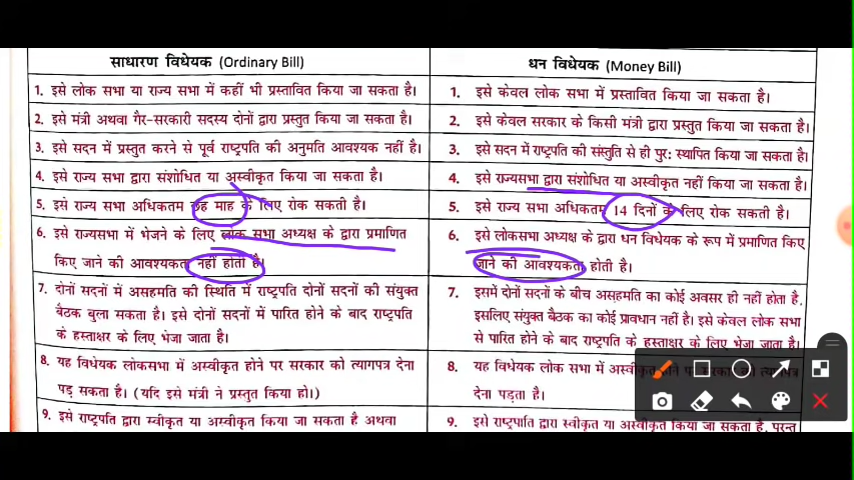 साधारण विधेयक (Ordinary Bill)
1. इसे लोक सभा या राज्य सभा में कहीं भी प्रस्तावित किया जा सकता है।
2. इसे मंत्री अथवा गैर-सरकारी सदस्य दोनों द्वारा प्रस्तुत किया जा सकता है।
3. इसे सदन में प्रस्तुत करने से पूर्व राष्ट्रपति की अनुमति आवश्यक नहीं है।
4. इसे राज्य सभा द्वारा संशोधित या अस्वीकृत किया जा सकता है।
5. इसे राज्य सभा अधिकतम छह माह के लिए रोक सकती है।
6. इसे राज्यसभा में भेजने के लिए लोक सभा अध्यक्ष के द्वारा प्रमाणित
किए जाने की आवश्यकता नहीं होती है।
7. दोनों सदनों में असहमति की स्थिति में राष्ट्रपति दोनों सदनों की संयुक्त
बैठक बुला सकता है। इसे दोनों सदनों में पारित होने के बाद राष्ट्रपति
के हस्ताक्षर के लिए भेजा जाता है।
8. यह विधेयक लोकसभा में अस्वीकृत होने पर सरकार को त्यागपत्र देना
पड़ सकता है। (यदि इसे मंत्री ने प्रस्तुत किया हो।)
9. इसे राष्ट्रपति द्वारा स्वीकृत या अस्वीकृत किया जा सकता है अथवा
धन विधेयक (Money Bill)
1. इसे केवल लोक सभा में प्रस्तावित किया जा सकता है।
2. इसे केवल सरकार के किसी मंत्री द्वारा प्रस्तुत किया जा सकता है।
3. इसे सदन में राष्ट्रपति की संस्तुति से ही पुर: स्थापित किया जा सकता है।
4. इसे राज्यसभा द्वारा संशोधित या अस्वीकृत नहीं किया जा सकता है।
5. इसे राज्य सभा अधिकतम 14 दिनों के लिए रोक सकती है।
6. इसे लोकसभा अध्यक्ष के द्वारा धन विधेयक के रूप में प्रमाणित किए
जाने की आवश्यकता होती है।
7. इसमें दोनों सदनों के बीच असहमति का कोई अवसर ही नहीं होता है,
इसलिए संयुक्त बैठक का कोई प्रावधान नहीं है। इसे केवल लोक सभा
से पारित होने के बाद राष्ट्रपति के हस्ताक्षर के लिए भेजा जाता है।
8. यह विधेयक लोक सभा में अस्वीकृत होने पर सरकार को त्यागपत्र
देना पड़ता है।
9. इसे राष्ट्रपति द्वारा स्वीकृत या अस्वीकृत किया जा सकता है, परन्तु